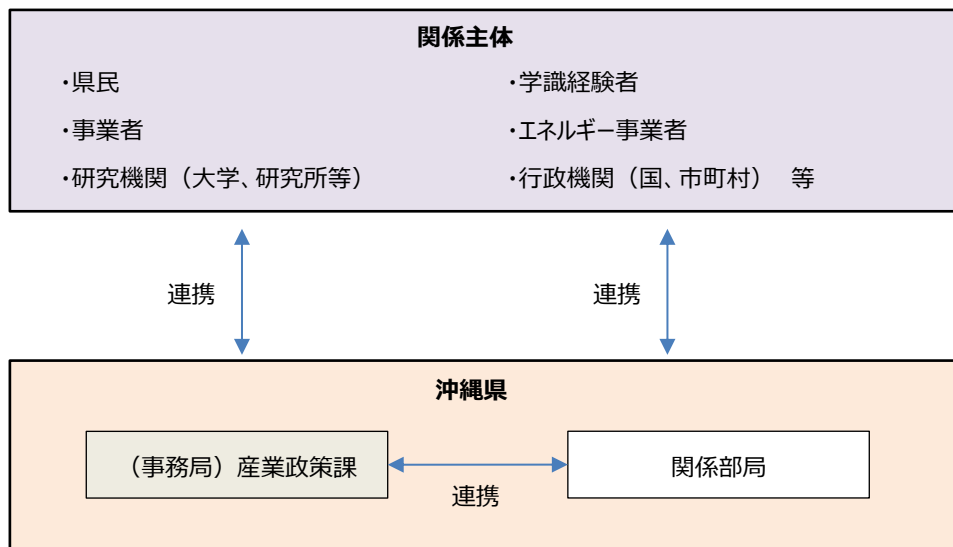 関係主体
・県民
・事業者
・研究機関（大学、研究所等）
・学識経験者
・エネルギー事業者
・行政機関（国、市町村）　等
連携
連携
沖縄県
（事務局）産業政策課
連携
関係部局